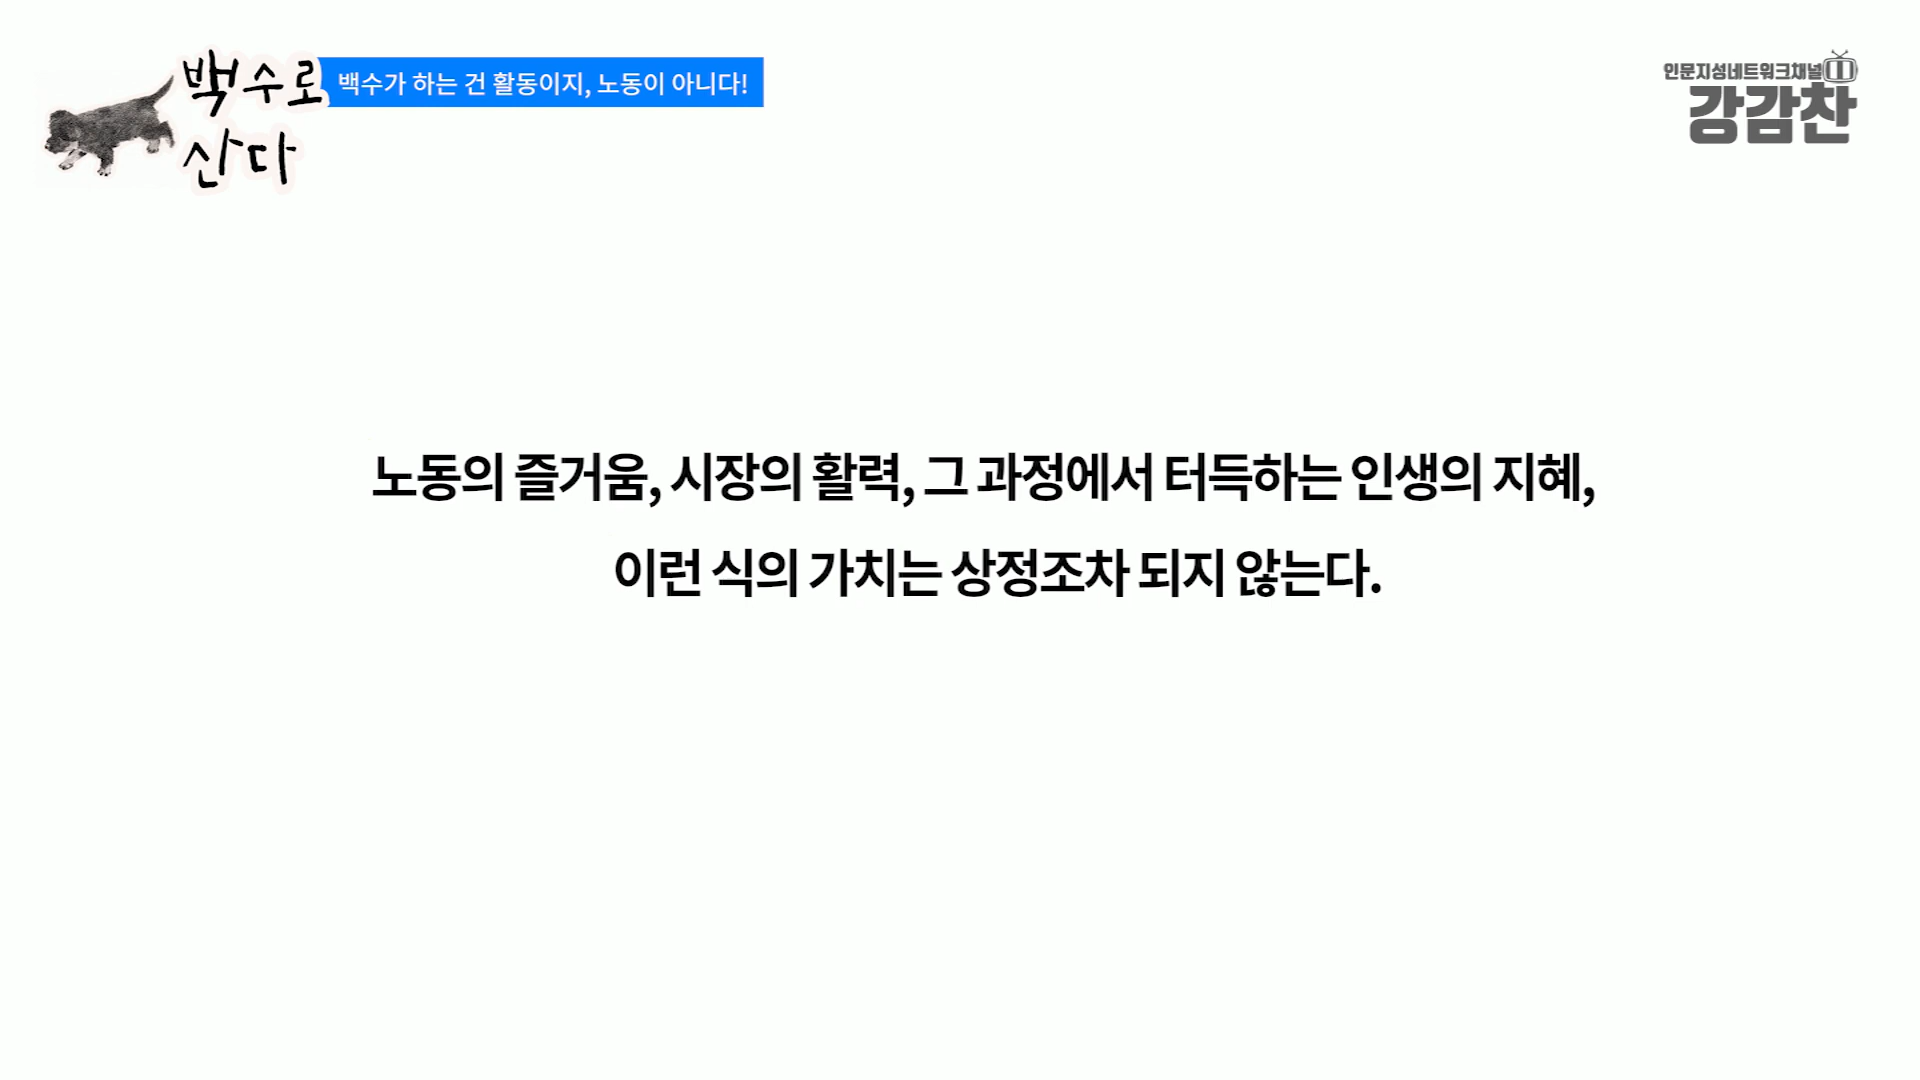 백수로
산다
백수가 하는 건 활동이지, 노동이 아니다!
인문지성네트워크채널
강감찬
노동의 즐거움, 시장의 활력, 그 과정에서 터득하는 인생의 지혜,
이런 식의 가치는 상정조차 되지 않는다.